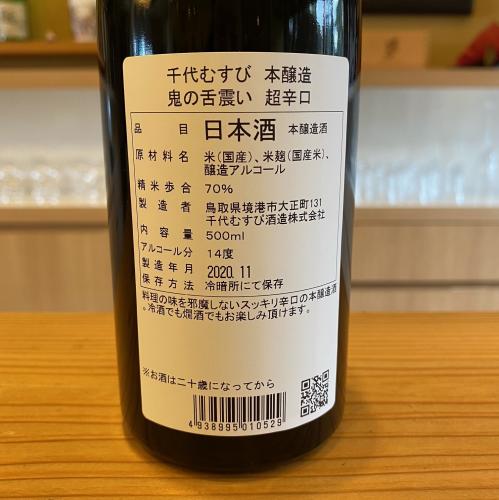 千代むすび 本醸造
鬼の舌震い 超辛口
品目 日本酒 本醸造酒
原材料名 米(国産)、米麹(国産米)、
醸造アルコール
精米歩合 70%
製造者 鳥取県境港市大正町131
千代むすび酒造株式会社
内容量 500ml
アルコール分 14度
製造年月 2020.11
保存方法 冷暗所にて保存
料理の味を邪魔しないスッキリ辛口の本醸造酒
。冷酒でも燗酒でもお楽しみ頂けます。
※お酒は二十歳になってから
4938995010529